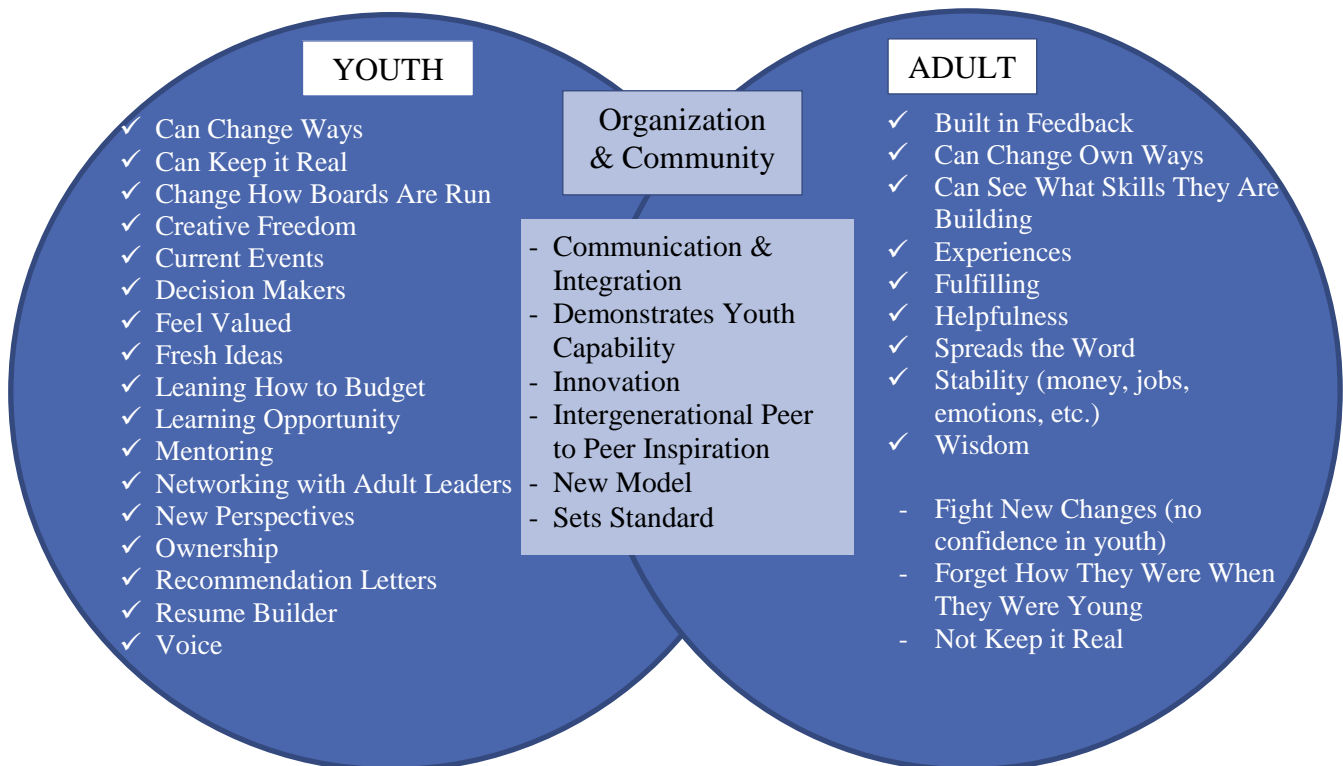 YOUTH
✓ Can Change Ways
✓ Can Keep it Real
✓ Change How Boards Are Run
✓ Creative Freedom
✓ Current Events
✓ Decision Makers
✓ Feel Valued
✓ Fresh Ideas
✓ Leaning How to Budget
✓ Learning Opportunity
✓ Mentoring
✓ Networking with Adult Leaders
✓ New Perspectives
✓ Ownership
✓ Recommendation Letters
✓ Resume Builder
✓ Voice
Organization
& Community
- Communication &
Integration
- Demonstrates Youth
Capability
- Innovation
- Intergenerational Peer
to Peer Inspiration
- New Model
- Sets Standard
ADULT
✓ Built in Feedback
✓ Can Change Own Ways
✓ Can See What Skills They Are
Building
✓ Experiences
✓ Fulfilling
✓ Helpfulness
✓ Spreads the Word
✓ Stability (money, jobs,
emotions, etc.)
✓ Wisdom
- Fight New Changes (no
confidence in youth)
- Forget How They Were When
They Were Young
- Not Keep it Real